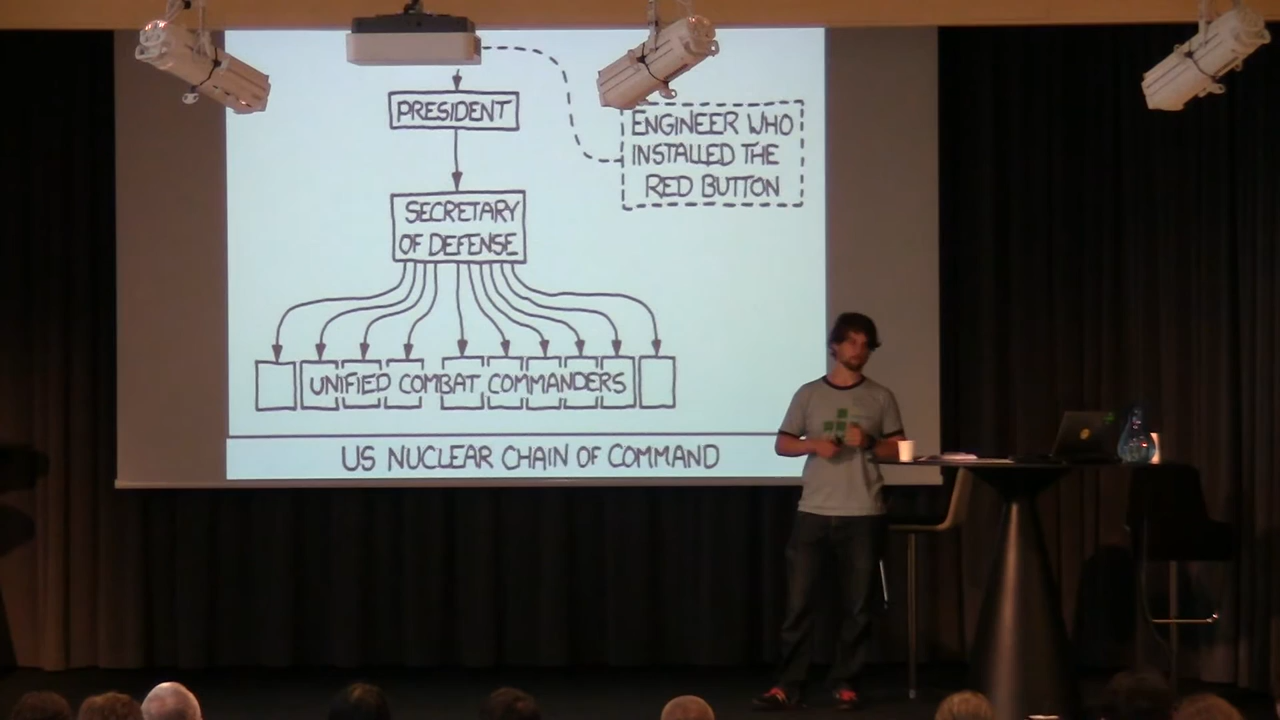 PRESIDENT
ENGINEER WHO
INSTALLED THE
RED BUTTON
SECRETARY
OF DEFENSE
UNIFIED COMBAT COMMANDERS
US NUCLEAR CHAIN OF COMMAND